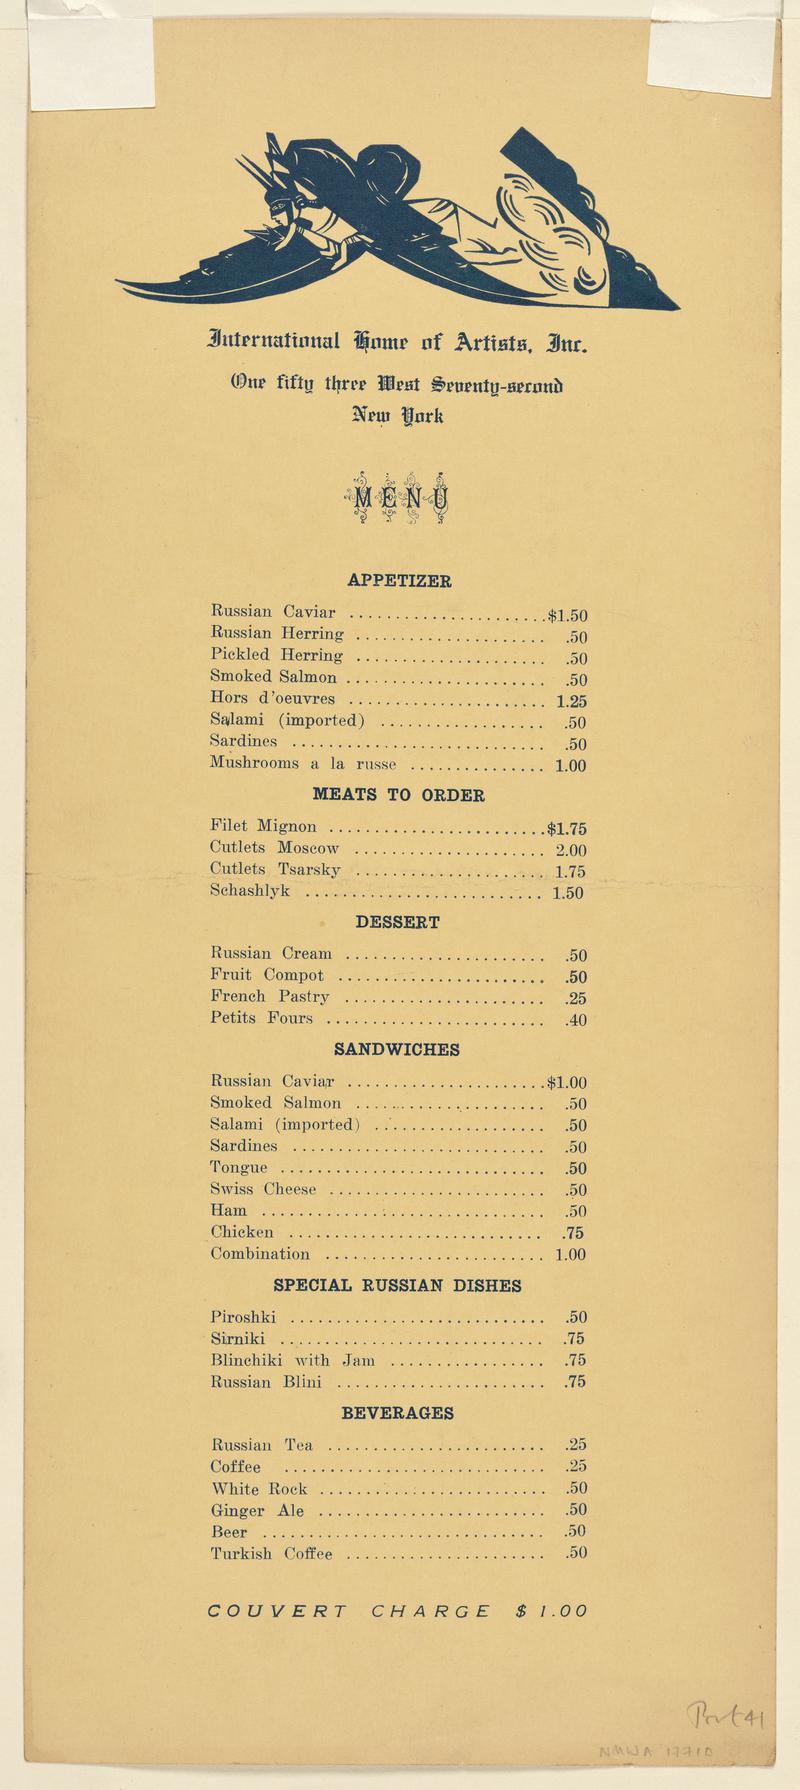 International Home of Artists, Inc.
One fifty three West Seventy-second
New York
MENU
APPETIZER
Russian Caviar ......................$1.50
Russian Herring ..................... .50
Pickled Herring ..................... .50
Smoked Salmon ...................... .50
Hors d'oeuvres ...................... 1.25
Salami (imported) .................. .50
Sardines ............................ .50
Mushrooms a la russe ............... 1.00
MEATS TO ORDER
Filet Mignon ........................$1.75
Cutlets Moscow ..................... 2.00
Cutlets Tsarsky ..................... 1.75
Schashlyk .......................... 1.50
DESSERT
Russian Cream ...................... .50
Fruit Compot ....................... .50
French Pastry ...................... .25
Petits Fours ........................ .40
SANDWICHES
Russian Caviar ......................$1.00
Smoked Salmon ..................... .50
Salami (imported) ................... .50
Sardines ............................ .50
Tongue ............................. .50
Swiss Cheese ........................ .50
Ham ............................... .50
Chicken ............................ .75
Combination ........................ 1.00
SPECIAL RUSSIAN DISHES
Piroshki ............................ .50
Sirniki ............................. .75
Blinchiki with Jam ................. .75
Russian Blini ....................... .75
BEVERAGES
Russian Tea ........................ .25
Coffee ............................. .25
White Rock ......................... .50
Ginger Ale ......................... .50
Beer ............................... .50
Turkish Coffee ...................... .50
COUVERT CHARGE $1.00
41
NMWA 17710